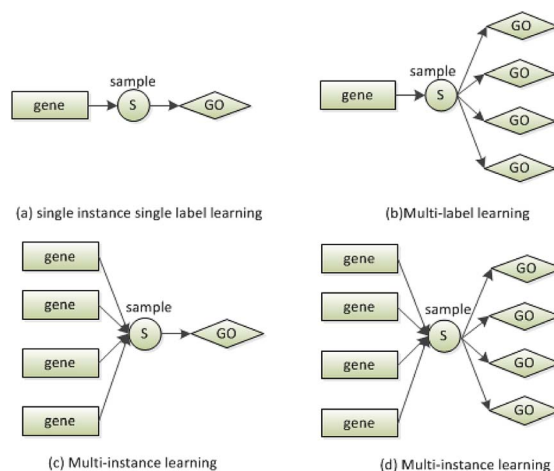 sample
gene
S
GO
(a) single instance single label learning
sample
gene
S
GO
GO
GO
GO
(b)Multi-label learning
gene
gene
gene
gene
sample
S
GO
(c) Multi-instance learning
gene
gene
gene
gene
sample
S
GO
GO
GO
GO
(d) Multi-instance learning